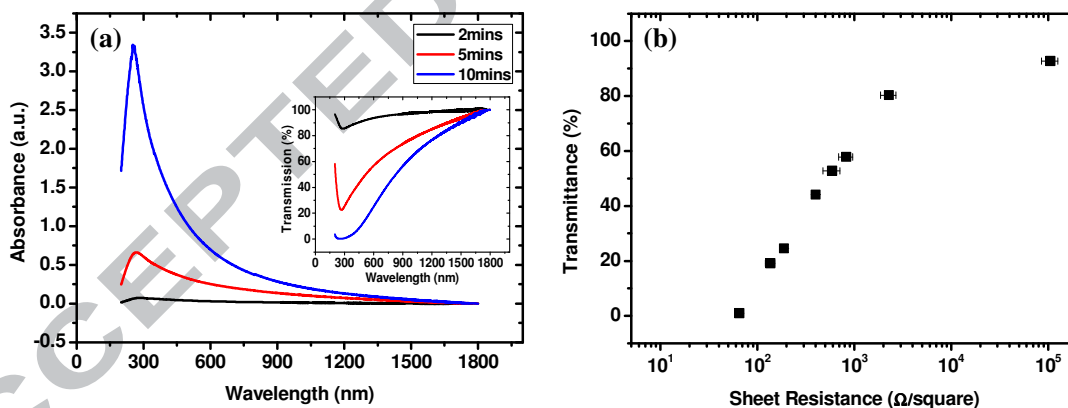 (a)
2mins
5mins
10mins
Absorbance (a.u.)
3.5
3.0
2.5
2.0
1.5
1.0
0.5
0.0
-0.5
0 300 600 900 1200 1500 1800
Wavelength (nm)
Transmission (%)
100
80
60
40
20
0
0 300 600 900 1200 1500 1800
Wavelength (nm)
(b)
Transmittance (%)
100
80
60
40
20
0
10¹ 10² 10³ 10⁴ 10⁵
Sheet Resistance (Ω/square)
CCEPTED